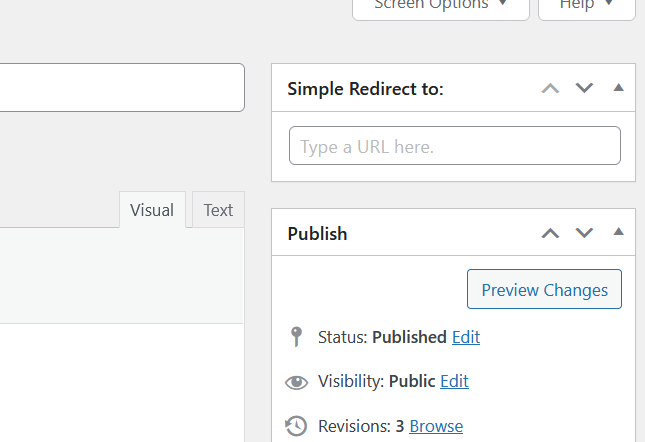 Screen Options
Help
Simple Redirect to:
Type a URL here.
Visual
Text
Publish
Preview Changes
Status: Published Edit
Visibility: Public Edit
Revisions: 3 Browse